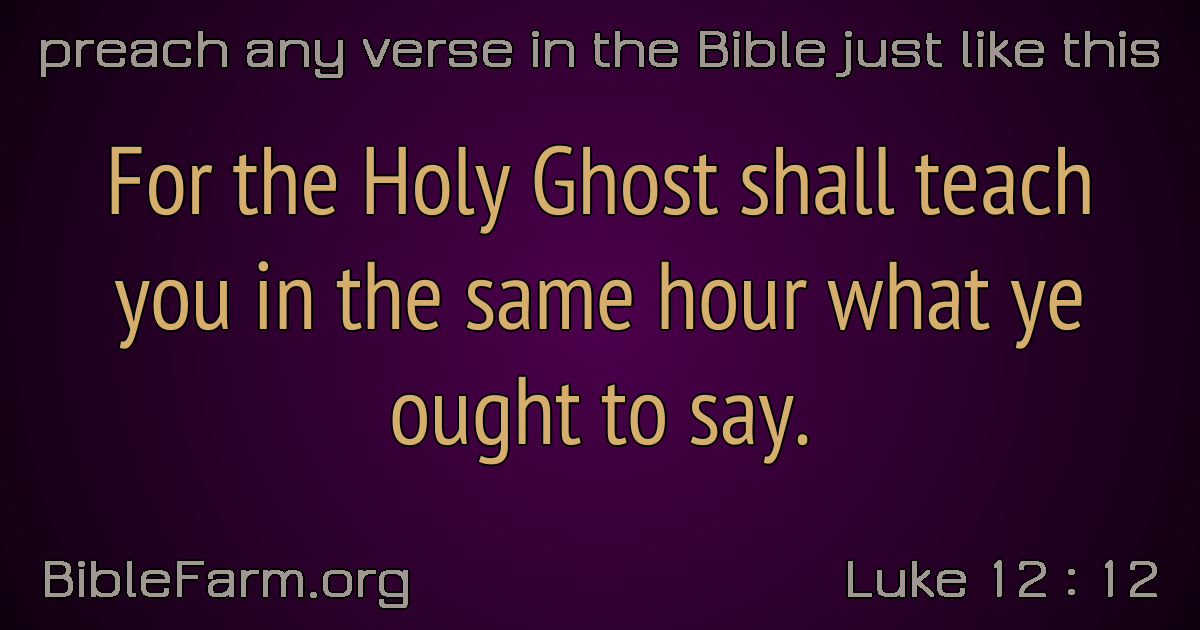 preach any verse in the Bible just like this
For the Holy Ghost shall teach
you in the same hour what ye
ought to say.
BibleFarm.org
Luke 12 : 12